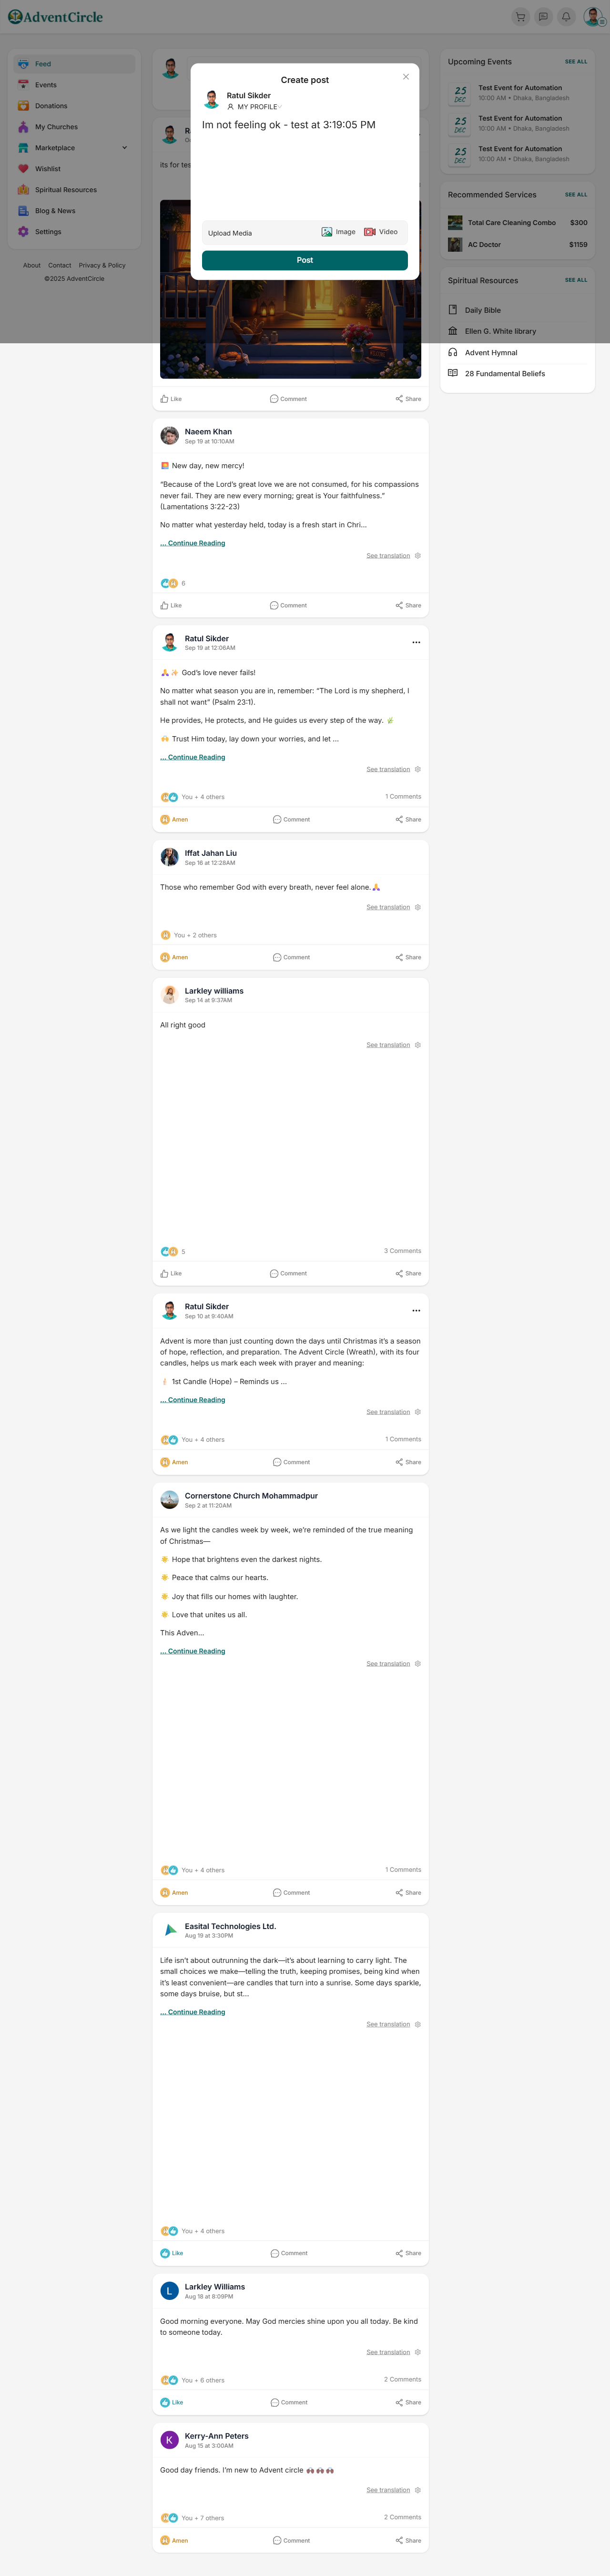 AdventCircle
Feed
Events
Donations
My Churches
Marketplace
Wishlist
Spiritual Resources
Blog & News
Settings
About Contact Privacy & Policy
©2025 AdventCircle
Create post
Ratul Sikder
MY PROFILE
Im not feeling ok - test at 3:19:05 PM
Upload Media
Image
Video
Post
its for tes
Like
Comment
Share
Naeem Khan
Sep 19 at 10:10AM
🌅 New day, new mercy!
“Because of the Lord’s great love we are not consumed, for his compassions
never fail. They are new every morning; great is Your faithfulness.”
(Lamentations 3:22-23)
No matter what yesterday held, today is a fresh start in Chri...
... Continue Reading
See translation
6
Like
Comment
Share
Ratul Sikder
Sep 19 at 12:06AM
🙏✨ God’s love never fails!
No matter what season you are in, remember: “The Lord is my shepherd, I
shall not want” (Psalm 23:1).
He provides, He protects, and He guides us every step of the way. 🌿
🙌 Trust Him today, lay down your worries, and let ...
... Continue Reading
See translation
You + 4 others
1 Comments
Amen
Comment
Share
Iffat Jahan Liu
Sep 16 at 12:28AM
Those who remember God with every breath, never feel alone.🙏
See translation
You + 2 others
Amen
Comment
Share
Larkley williams
Sep 14 at 9:37AM
All right good
See translation
5
3 Comments
Like
Comment
Share
Ratul Sikder
Sep 10 at 9:40AM
Advent is more than just counting down the days until Christmas it’s a season
of hope, reflection, and preparation. The Advent Circle (Wreath), with its four
candles, helps us mark each week with prayer and meaning:
🕯 1st Candle (Hope) – Reminds us ...
... Continue Reading
See translation
You + 4 others
1 Comments
Amen
Comment
Share
Cornerstone Church Mohammadpur
Sep 2 at 11:20AM
As we light the candles week by week, we’re reminded of the true meaning
of Christmas—
🌟 Hope that brightens even the darkest nights.
🌟 Peace that calms our hearts.
🌟 Joy that fills our homes with laughter.
🌟 Love that unites us all.
This Adven...
... Continue Reading
See translation
You + 4 others
1 Comments
Amen
Comment
Share
Easital Technologies Ltd.
Aug 19 at 3:30PM
Life isn’t about outrunning the dark—it’s about learning to carry light. The
small choices we make—telling the truth, keeping promises, being kind when
it’s least convenient—are candles that turn into a sunrise. Some days sparkle,
some days bruise, but st...
... Continue Reading
See translation
You + 4 others
Like
Comment
Share
L
Larkley Williams
Aug 18 at 8:09PM
Good morning everyone. May God mercies shine upon you all today. Be kind
to someone today.
See translation
You + 6 others
2 Comments
Like
Comment
Share
K
Kerry-Ann Peters
Aug 15 at 3:00AM
Good day friends. I’m new to Advent circle 🙌🏾🙌🏾🙌🏾
See translation
You + 7 others
2 Comments
Amen
Comment
Share
Upcoming Events
SEE ALL
25
DEC
Test Event for Automation
10:00 AM • Dhaka, Bangladesh
25
DEC
Test Event for Automation
10:00 AM • Dhaka, Bangladesh
25
DEC
Test Event for Automation
10:00 AM • Dhaka, Bangladesh
Recommended Services
SEE ALL
Total Care Cleaning Combo
$300
AC Doctor
$1159
Spiritual Resources
SEE ALL
Daily Bible
Ellen G. White library
Advent Hymnal
28 Fundamental Beliefs